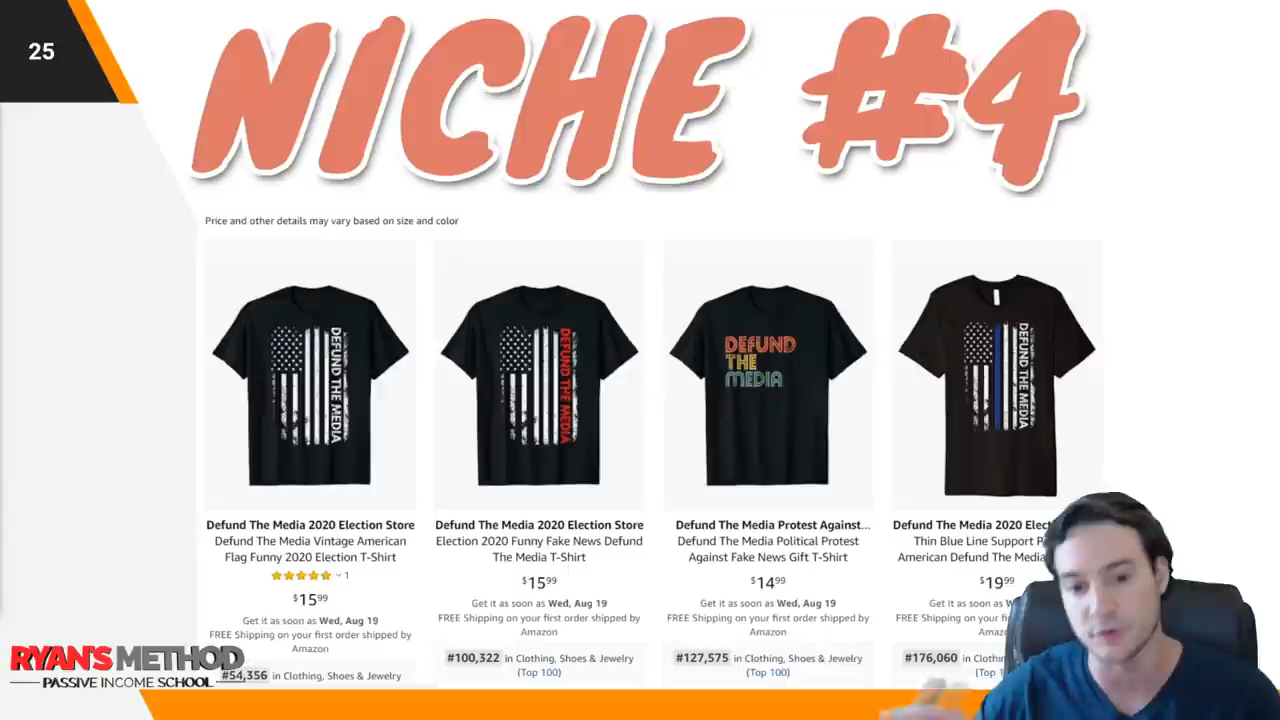 25
NICHE #4
Price and other details may vary based on size and color
DEFUND THE MEDIA
DEFUND THE MEDIA
DEFUND
THE
MEDIA
DEFUND THE MEDIA
Defund The Media 2020 Election Store
Defund The Media Vintage American
Flag Funny 2020 Election T-Shirt
1
$15.99
Get it as soon as Wed, Aug 19
FREE Shipping on your first order shipped by
Amazon
#54,356 in Clothing, Shoes & Jewelry
Defund The Media 2020 Election Store
Election 2020 Funny Fake News Defund
The Media T-Shirt
$15.99
Get it as soon as Wed, Aug 19
FREE Shipping on your first order shipped by
Amazon
#100,322 in Clothing, Shoes & Jewelry
(Top 100)
Defund The Media Protest Against...
Defund The Media Political Protest
Against Fake News Gift T-Shirt
$14.99
Get it as soon as Wed, Aug 19
FREE Shipping on your first order shipped by
Amazon
#127,575 in Clothing, Shoes & Jewelry
(Top 100)
Defund The Media 2020
Thin Blue Line Support
American Defund The Media
$19.99
Get it as soon as
FREE Shipping on your first
#176,060 in
(Top
RYAN'S METHOD
PASSIVE INCOME SCHOOL